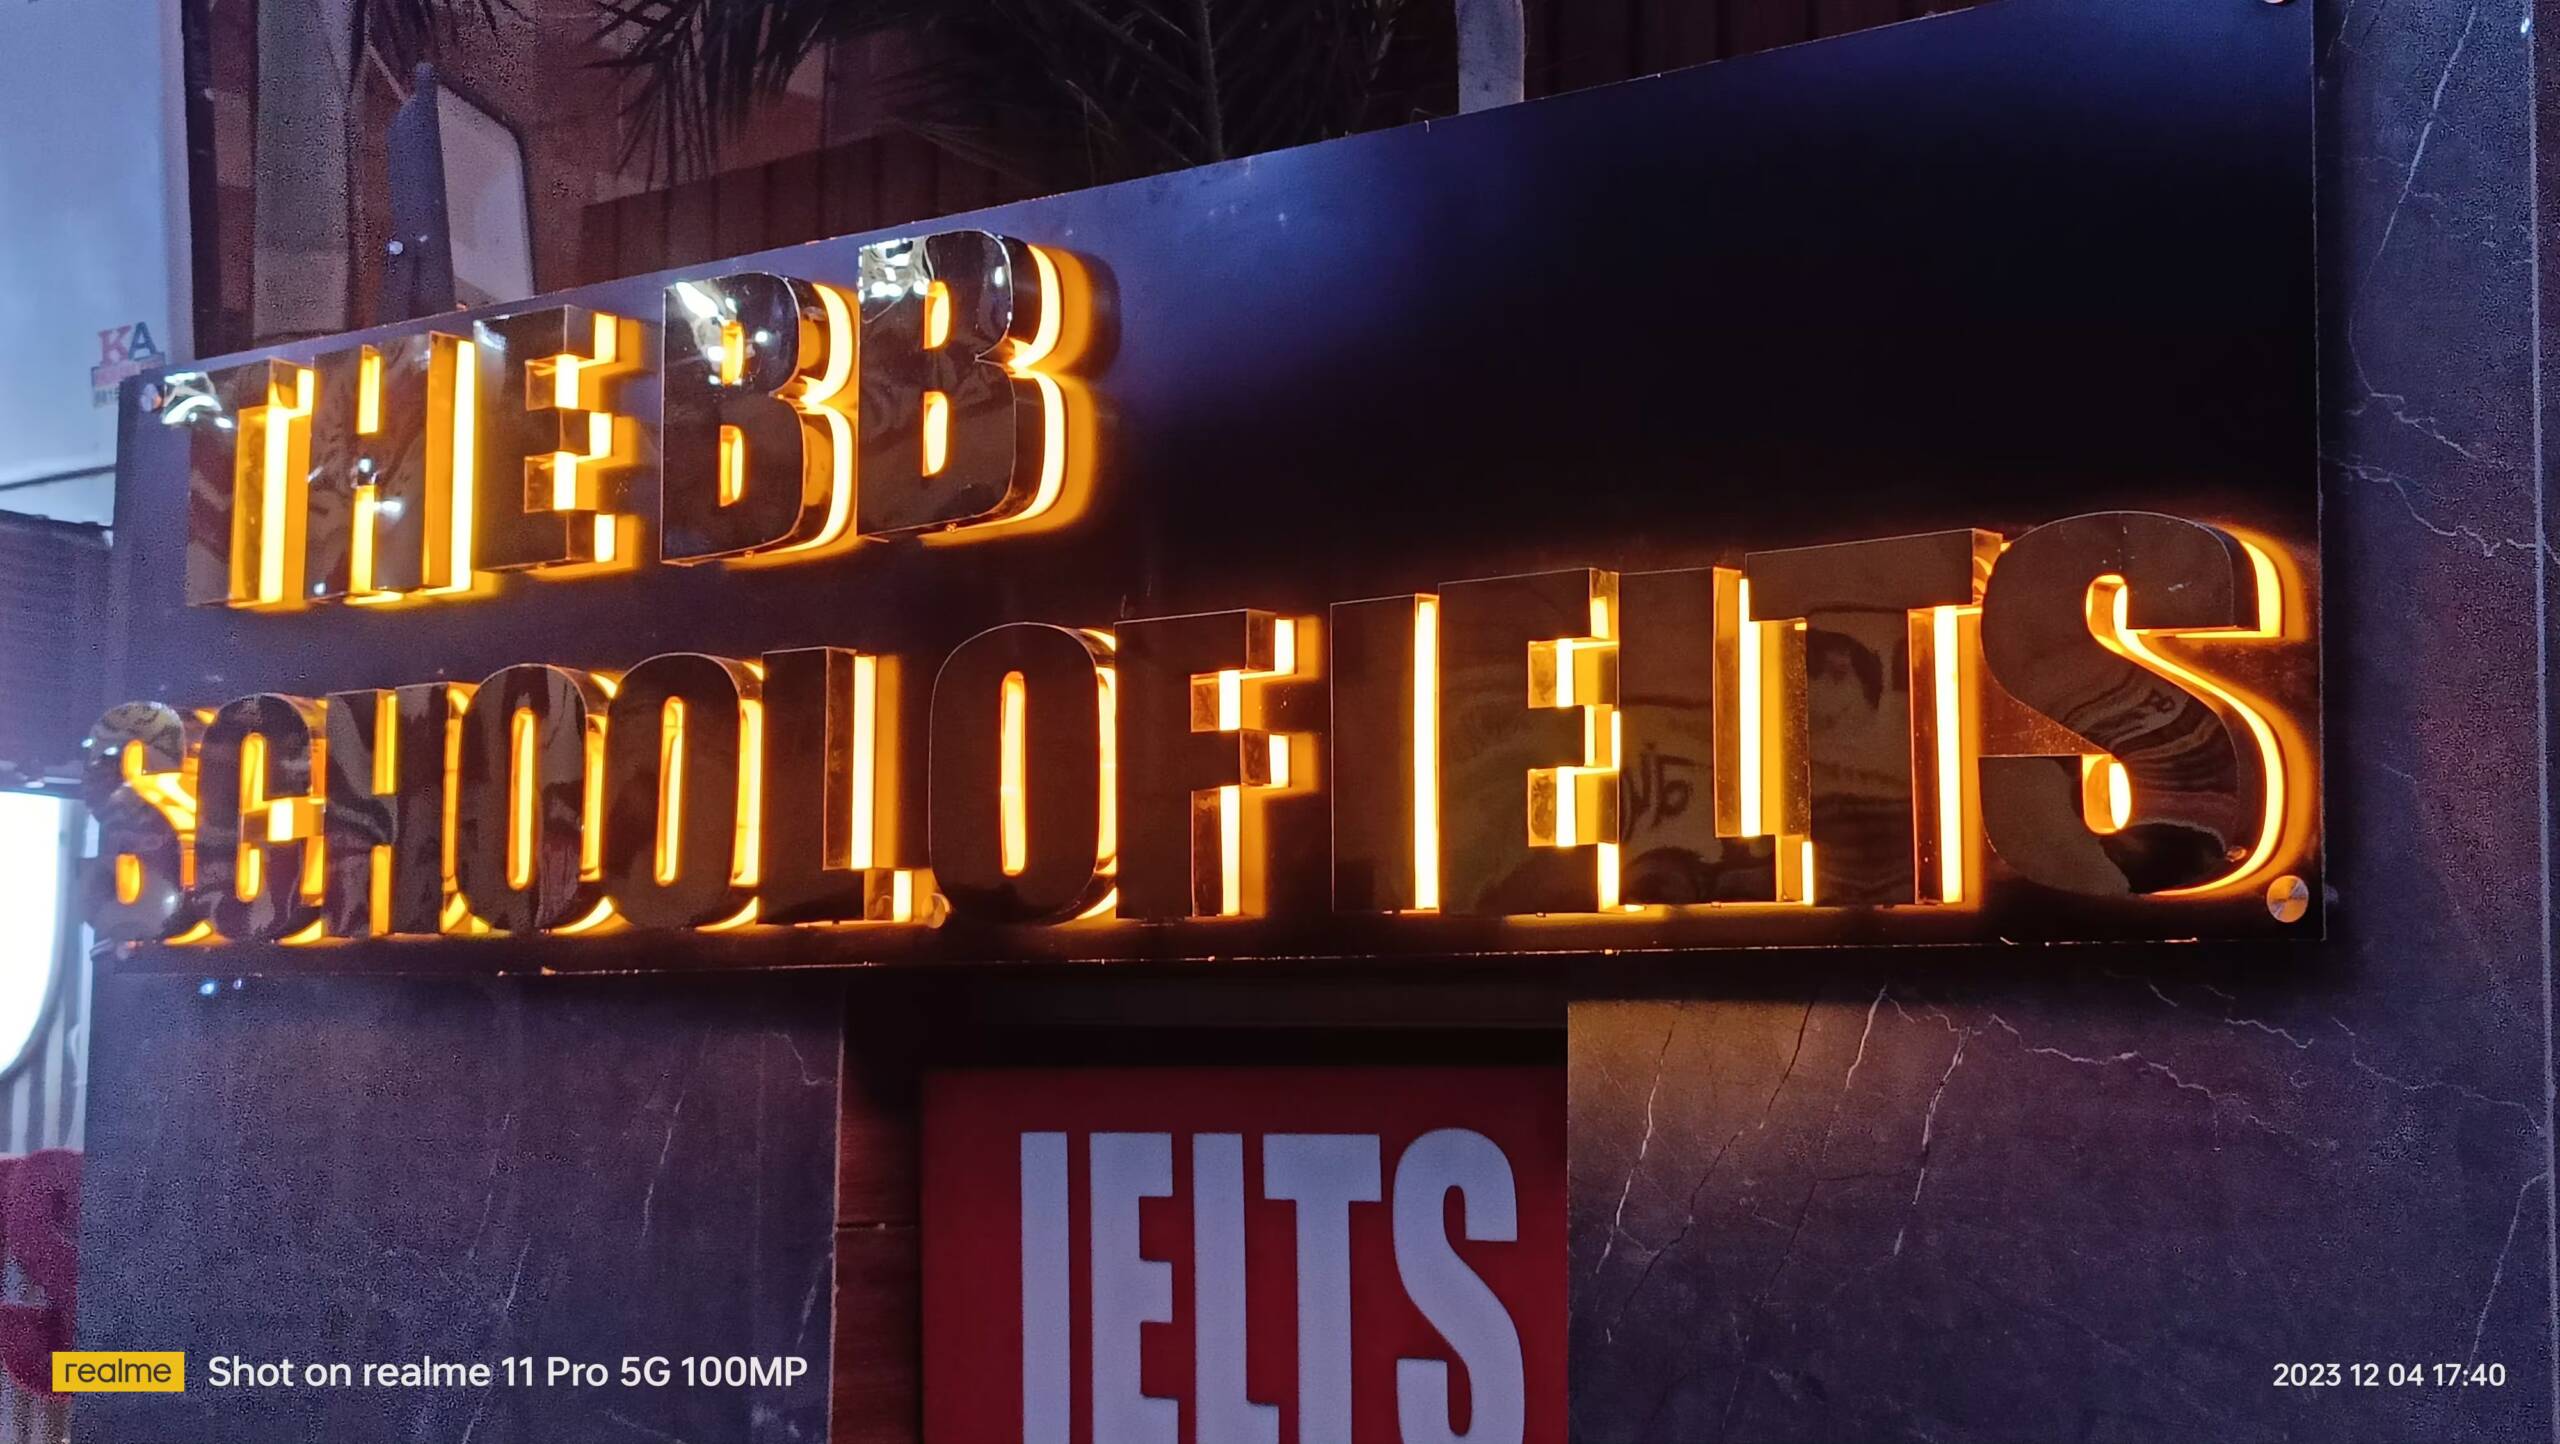 KA
THE BB
SCHOOL OF IELTS
IELTS
realme Shot on realme 11 Pro 5G 100MP
2023 12 04 17:40